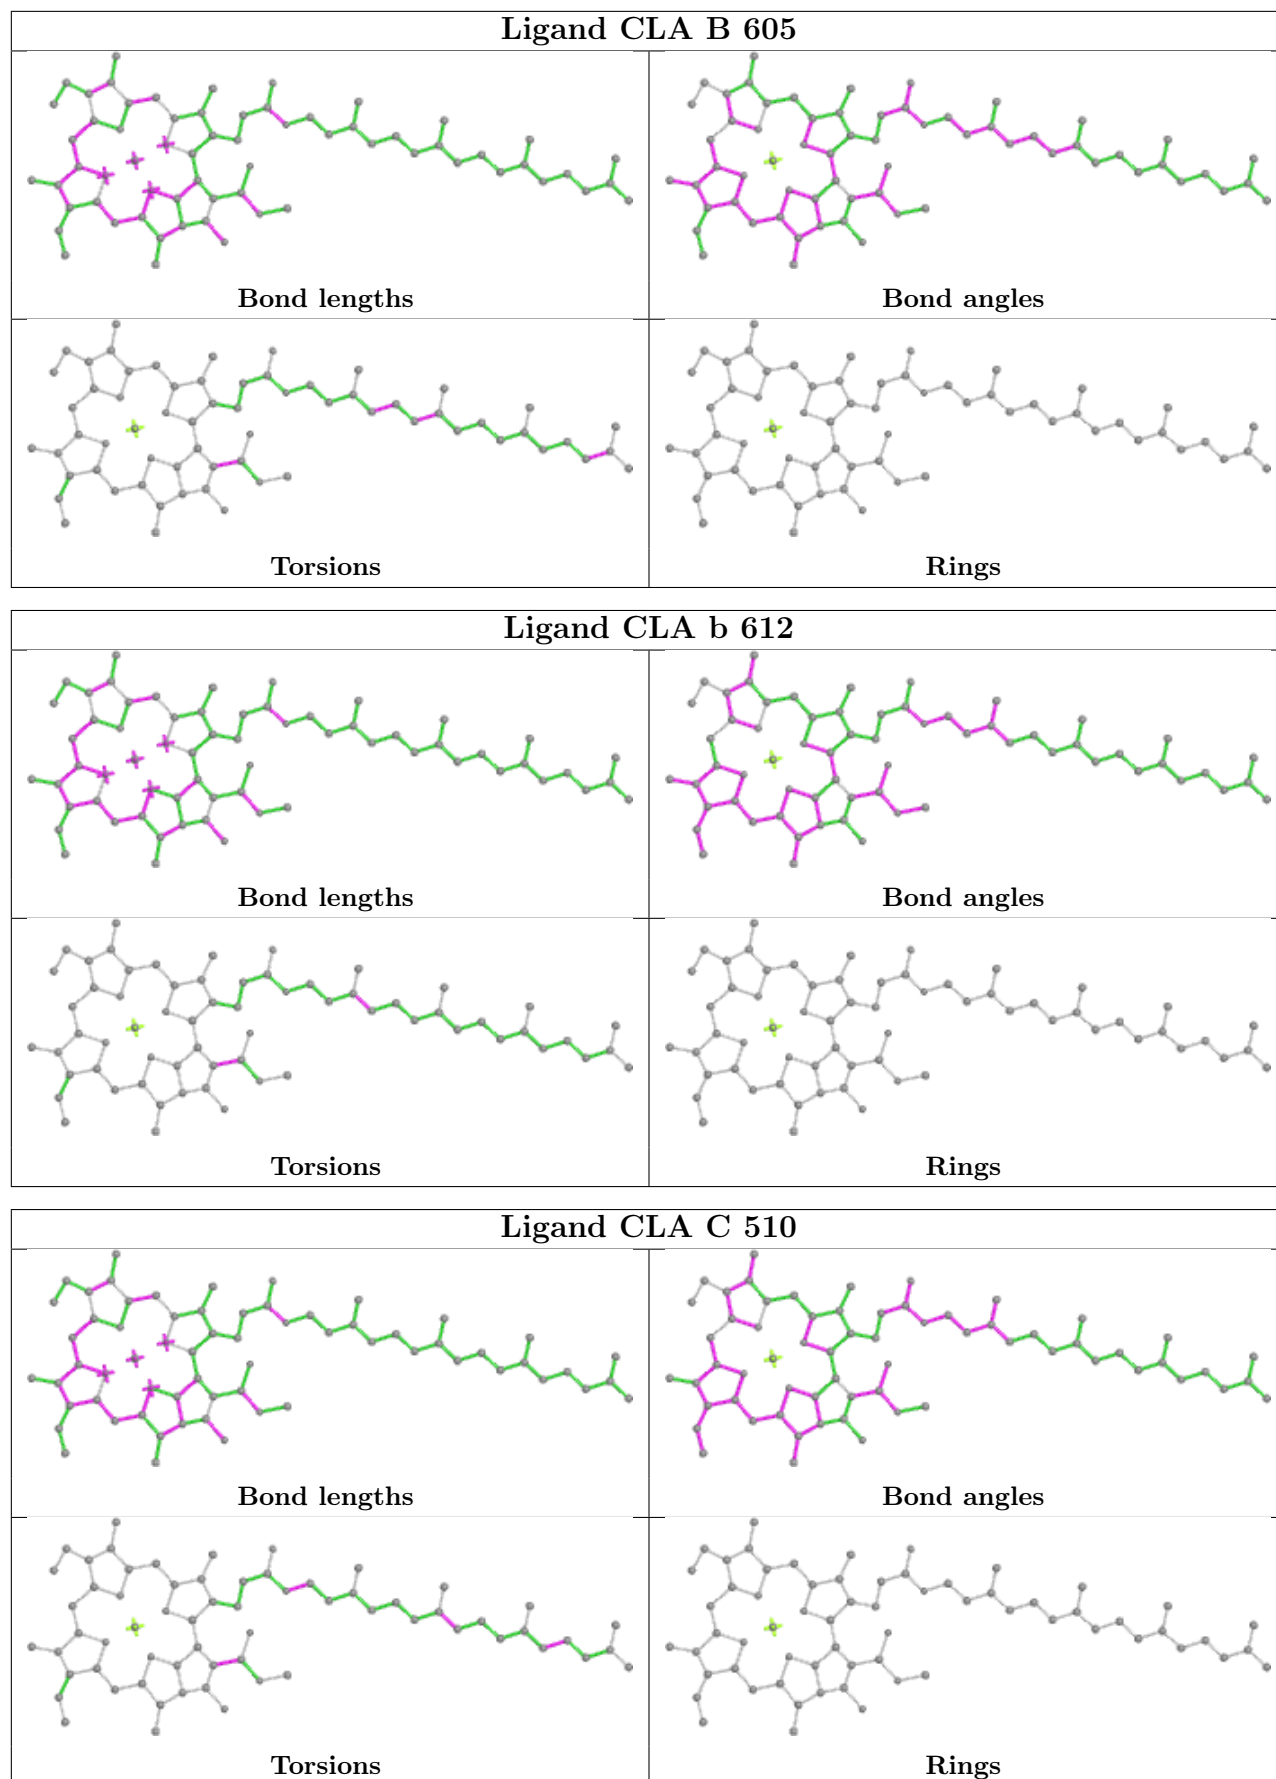 Ligand CLA B 605
Bond lengths
Bond angles
Torsions
Rings
Ligand CLA b 612
Bond lengths
Bond angles
Torsions
Rings
Ligand CLA C 510
Bond lengths
Bond angles
Torsions
Rings